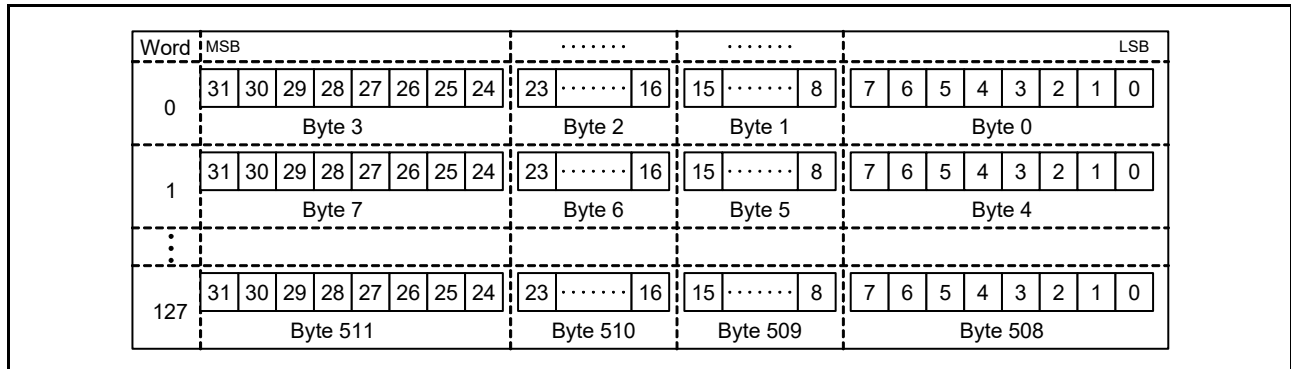 Word MSB ······· ······· LSB
0 31 30 29 28 27 26 25 24 23 ······· 16 15 ······· 8 7 6 5 4 3 2 1 0
Byte 3 Byte 2 Byte 1 Byte 0
1 31 30 29 28 27 26 25 24 23 ······· 16 15 ······· 8 7 6 5 4 3 2 1 0
Byte 7 Byte 6 Byte 5 Byte 4
⋮
127 31 30 29 28 27 26 25 24 23 ······· 16 15 ······· 8 7 6 5 4 3 2 1 0
Byte 511 Byte 510 Byte 509 Byte 508